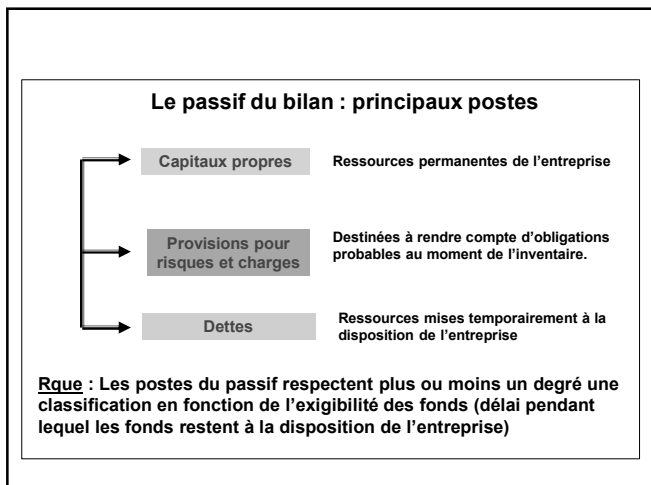 Le passif du bilan : principaux postes
Capitaux propres
Ressources permanentes de l’entreprise
Provisions pour
risques et charges
Destinées à rendre compte d’obligations
probables au moment de l’inventaire.
Dettes
Ressources mises temporairement à la
disposition de l’entreprise
Rque : Les postes du passif respectent plus ou moins un degré une
classification en fonction de l’exigibilité des fonds (délai pendant
lequel les fonds restent à la disposition de l’entreprise)